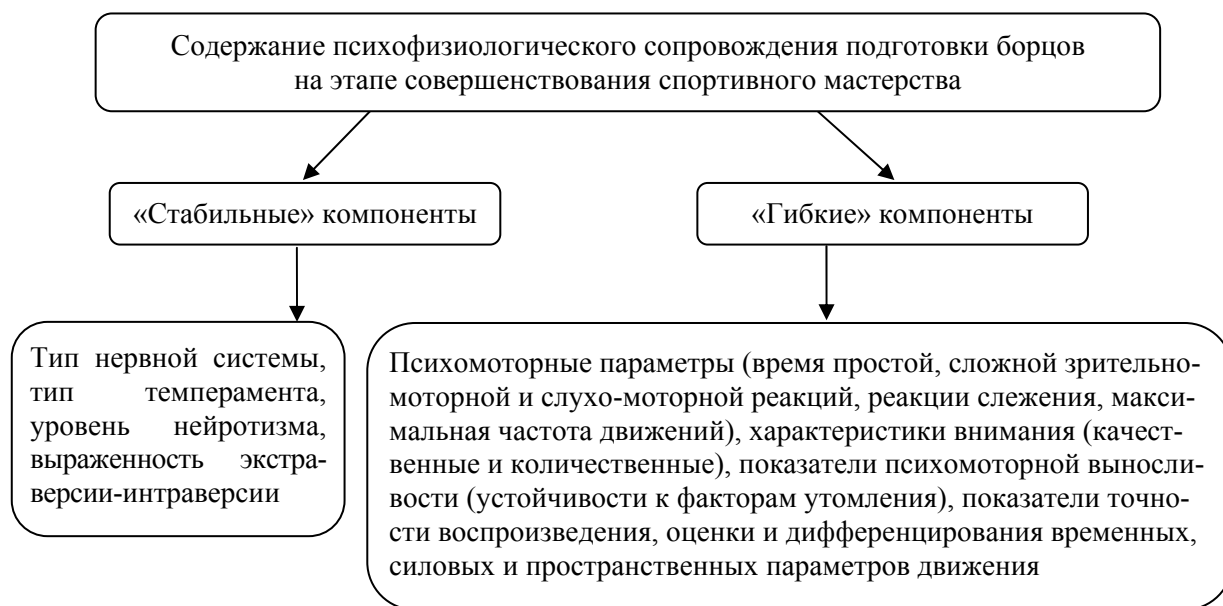 Содержание психофизиологического сопровождения подготовки борцов
на этапе совершенствования спортивного мастерства
«Стабильные» компоненты
«Гибкие» компоненты
Тип нервной системы,
тип темперамента,
уровень нейротизма,
выраженность экстра-
версии-интраверсии
Психомоторные параметры (время простой, сложной зрительно-
моторной и слухо-моторной реакций, реакции слежения, макси-
мальная частота движений), характеристики внимания (качест-
венные и количественные), показатели психомоторной выносли-
вости (устойчивости к факторам утомления), показатели точно-
сти воспроизведения, оценки и дифференцирования временных,
силовых и пространственных параметров движения